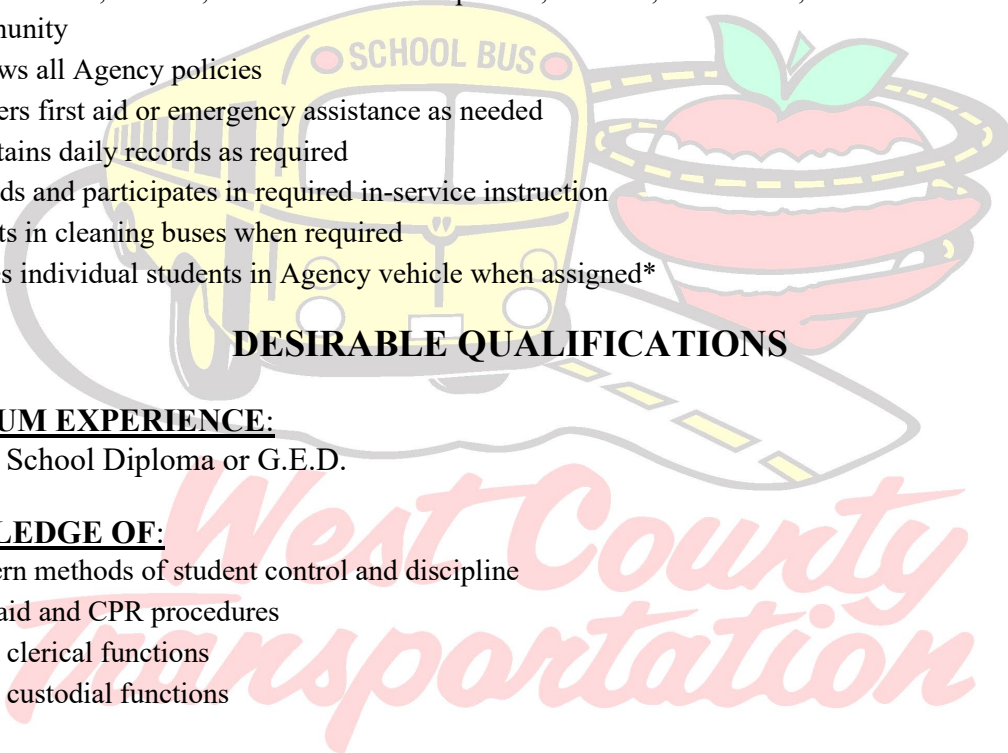 munity
ws all Agency policies
ers first aid or emergency assistance as needed
tains daily records as required
ds and participates in required in-service instruction
ts in cleaning buses when required
es individual students in Agency vehicle when assigned*
DESIRABLE QUALIFICATIONS
UM EXPERIENCE:
School Diploma or G.E.D.
LEDGE OF:
ern methods of student control and discipline
aid and CPR procedures
clerical functions
custodial functions
SCHOOL BUS
West County
Transportation